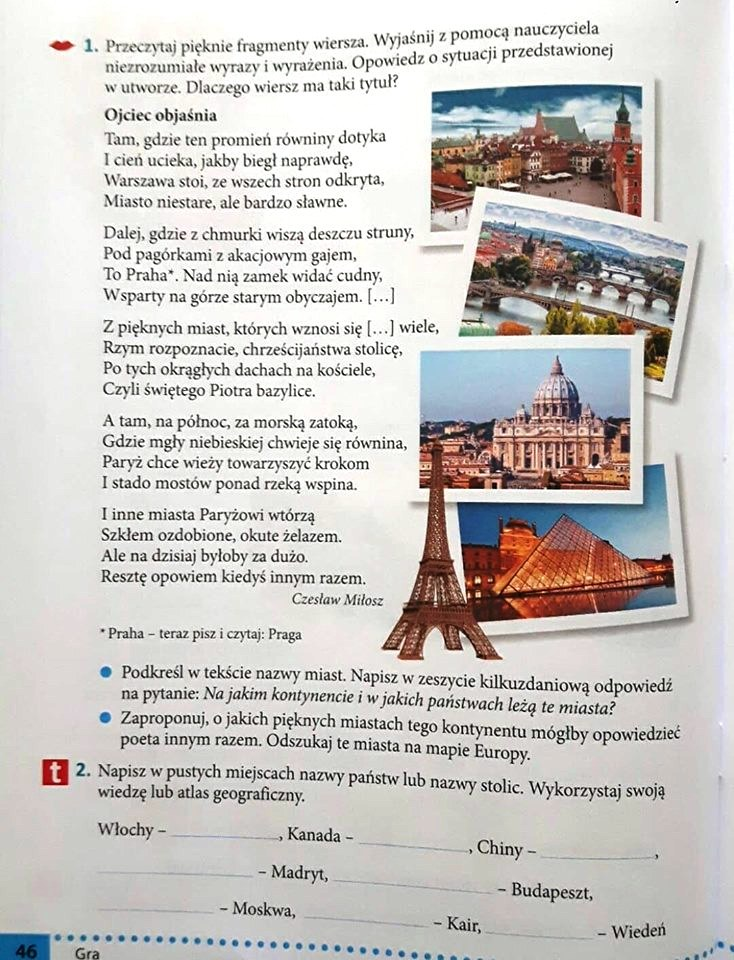 1. Przeczytaj pięknie fragmenty wiersza. Wyjaśnij z pomocą nauczyciela
niezrozumiałe wyrazy i wyrażenia. Opowiedz o sytuacji przedstawionej
w utworze. Dlaczego wiersz ma taki tytuł?
Ojciec objaśnia
Tam, gdzie ten promień równiny dotyka
I cień ucieka, jakby biegł naprawdę,
Warszawa stoi, ze wszech stron odkryta,
Miasto niestare, ale bardzo sławne.
Dalej, gdzie z chmurki wiszą deszczu struny,
Pod pagórkami z akacjowym gajem,
To Praha*. Nad nią zamek widać cudny,
Wsparty na górze starym obyczajem. [...]
Z pięknych miast, których wznosi się [...] wiele,
Rzym rozpoznacie, chrześcijaństwa stolicę,
Po tych okrągłych dachach na kościele,
Czyli świętego Piotra bazylice.
A tam, na północ, za morską zatoką,
Gdzie mgły niebieskiej chwieje się równina,
Paryż chce wieży towarzyszyć krokom
I stado mostów ponad rzeką wspina.
I inne miasta Paryżowi wtórzą
Szkłem ozdobione, okute żelazem.
Ale na dzisiaj byłoby za dużo.
Resztę opowiem kiedyś innym razem.
Czesław Miłosz
* Praha – teraz pisz i czytaj: Praga
Podkreśl w tekście nazwy miast. Napisz w zeszycie kilkuzdaniową odpowiedź
na pytanie: Na jakim kontynencie i w jakich państwach leżą te miasta?
Zaproponuj, o jakich pięknych miastach tego kontynentu mógłby opowiedzieć
poeta innym razem. Odszukaj te miasta na mapie Europy.
t 2. Napisz w pustych miejscach nazwy państw lub nazwy stolic. Wykorzystaj swoją
wiedzę lub atlas geograficzny.
Włochy – ____________, Kanada – ____________, Chiny – ____________,
____________ – Madryt, ____________ – Budapeszt,
____________ – Moskwa, ____________ – Kair, ____________ – Wiedeń
46 Gra